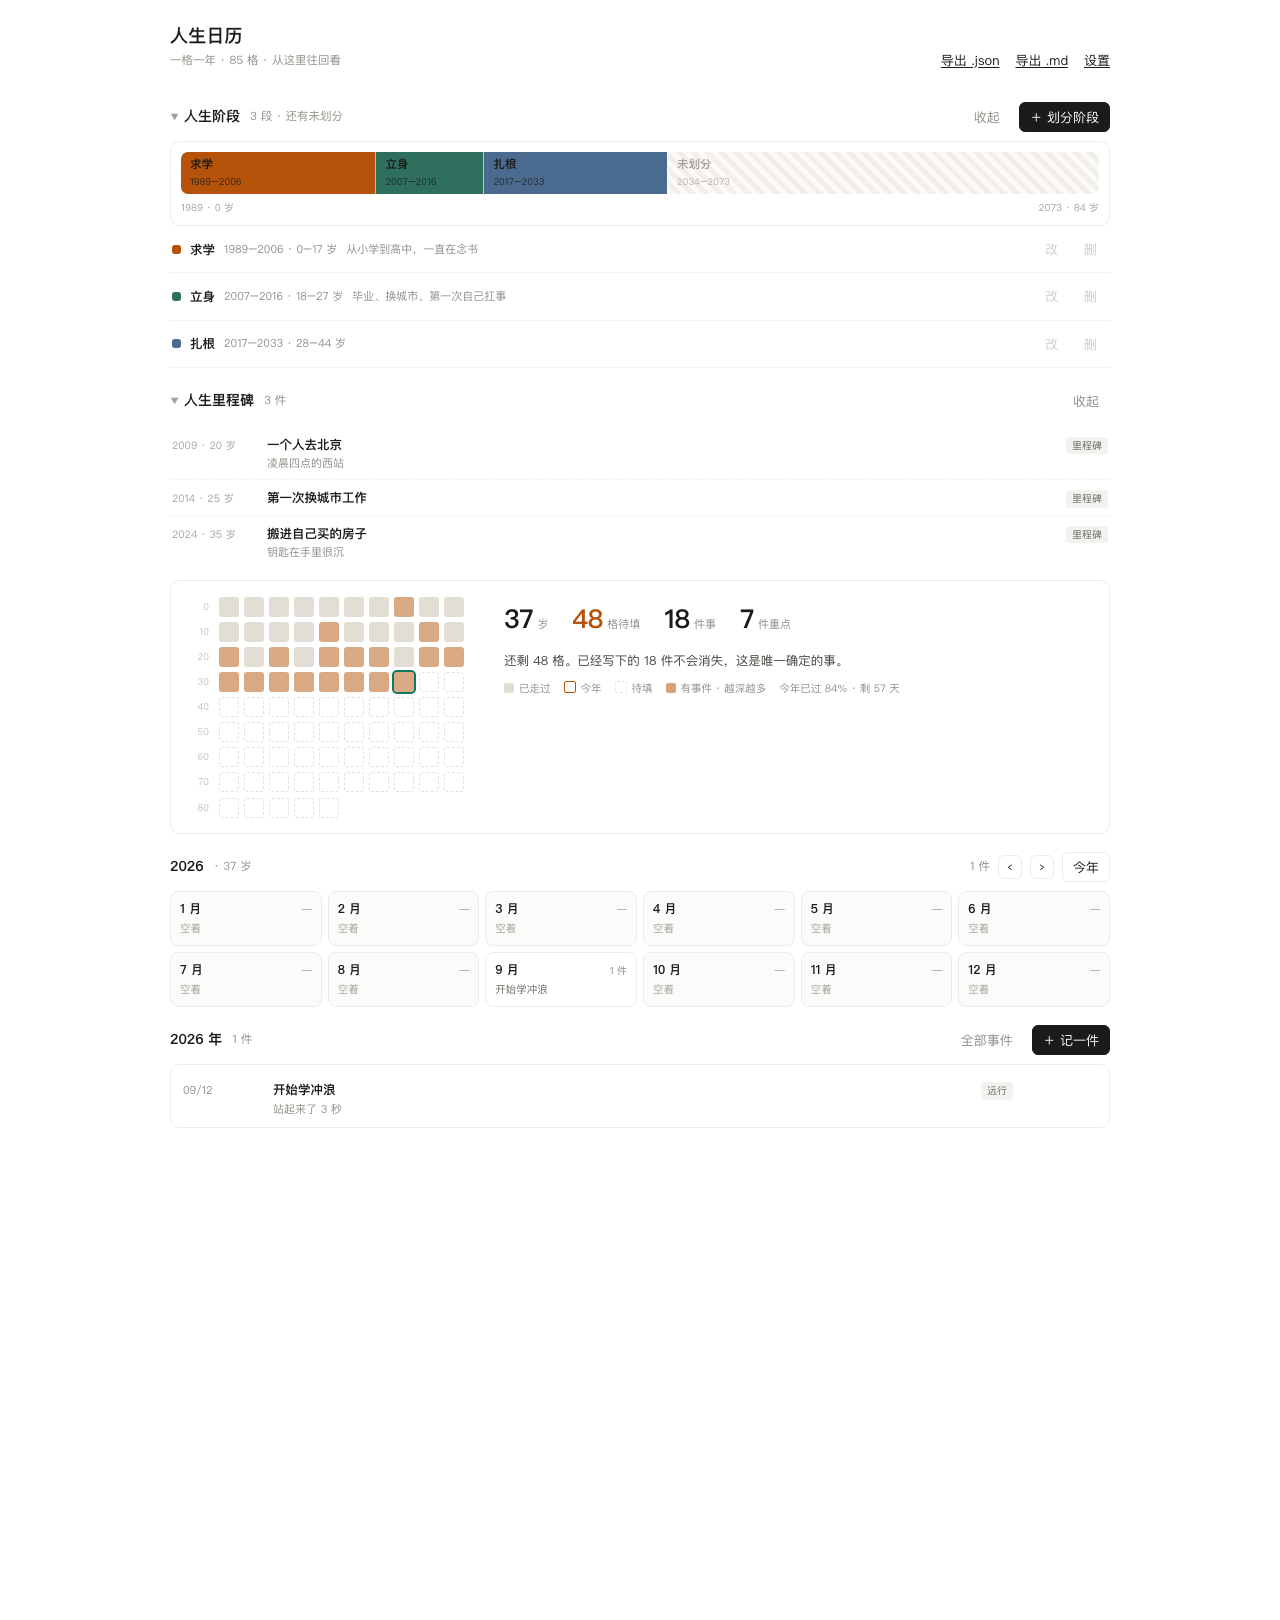 人生日历
一格一年 · 85 格 · 从这里往回看
导出 .json 导出 .md 设置
▼ 人生阶段 3 段 · 还有未划分 收起 + 划分阶段
求学 立身 扎根 未划分
1989—2006 2007—2016 2017—2033 2034—2073
1989 · 0 岁 2073 · 84 岁
求学 1989—2006 · 0—17 岁 从小学到高中，一直在念书 改 删
立身 2007—2016 · 18—27 岁 毕业、换城市、第一次自己扛事 改 删
扎根 2017—2033 · 28—44 岁 改 删
▼ 人生里程碑 3 件 收起
2009 · 20 岁 一个人去北京 里程碑
凌晨四点的西站
2014 · 25 岁 第一次换城市工作 里程碑
2024 · 35 岁 搬进自己买的房子 里程碑
钥匙在手里很沉
0
10
20
30
40
50
60
70
80
37 岁 48 格待填 18 件事 7 件重点
还剩 48 格。已经写下的 18 件不会消失，这是唯一确定的事。
已走过 今年 待填 有事件 · 越深越多 今年已过 84% · 剩 57 天
2026 · 37 岁 1 件 ‹ › 今年
1 月 — 2 月 — 3 月 — 4 月 — 5 月 — 6 月 —
空着 空着 空着 空着 空着 空着
7 月 — 8 月 — 9 月 1 件 10 月 — 11 月 — 12 月 —
空着 空着 开始学冲浪 空着 空着 空着
2026 年 1 件 全部事件 + 记一件
09/12 开始学冲浪 远行
站起来了 3 秒